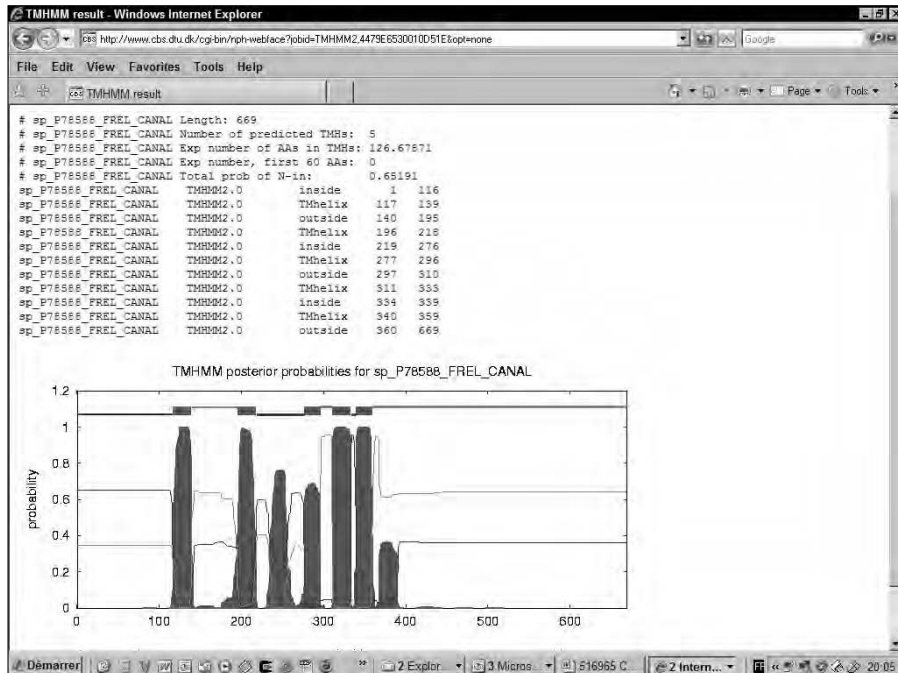 TMHMM result - Windows Internet Explorer
http://www.cbs.dtu.dk/cgi-bin/nph-webface?jobid=TMHMM2,4479E6530010D51E&opt=none
Google
File Edit View Favorites Tools Help
CBS TMHMM result
Page Tools
# sp_P78588_FREL_CANAL Length: 669
# sp_P78588_FREL_CANAL Number of predicted TMHs: 5
# sp_P78588_FREL_CANAL Exp number of AAs in TMHs: 126.67871
# sp_P78588_FREL_CANAL Exp number, first 60 AAs: 0
# sp_P78588_FREL_CANAL Total prob of N-in: 0.65191
sp_P78588_FREL_CANAL TMHMM2.0 inside 1 116
sp_P78588_FREL_CANAL TMHMM2.0 TMhelix 117 139
sp_P78588_FREL_CANAL TMHMM2.0 outside 140 195
sp_P78588_FREL_CANAL TMHMM2.0 TMhelix 196 218
sp_P78588_FREL_CANAL TMHMM2.0 inside 219 276
sp_P78588_FREL_CANAL TMHMM2.0 TMhelix 277 296
sp_P78588_FREL_CANAL TMHMM2.0 outside 297 310
sp_P78588_FREL_CANAL TMHMM2.0 TMhelix 311 333
sp_P78588_FREL_CANAL TMHMM2.0 inside 334 339
sp_P78588_FREL_CANAL TMHMM2.0 TMhelix 340 359
sp_P78588_FREL_CANAL TMHMM2.0 outside 360 669
TMHMM posterior probabilities for sp_P78588_FREL_CANAL
1.2
1
0.8
0.6
0.4
0.2
0
probability
0 100 200 300 400 500 600
Démarrer
2 Explor...
3 Micros...
516965 C...
2 Intern...
FR
20:05